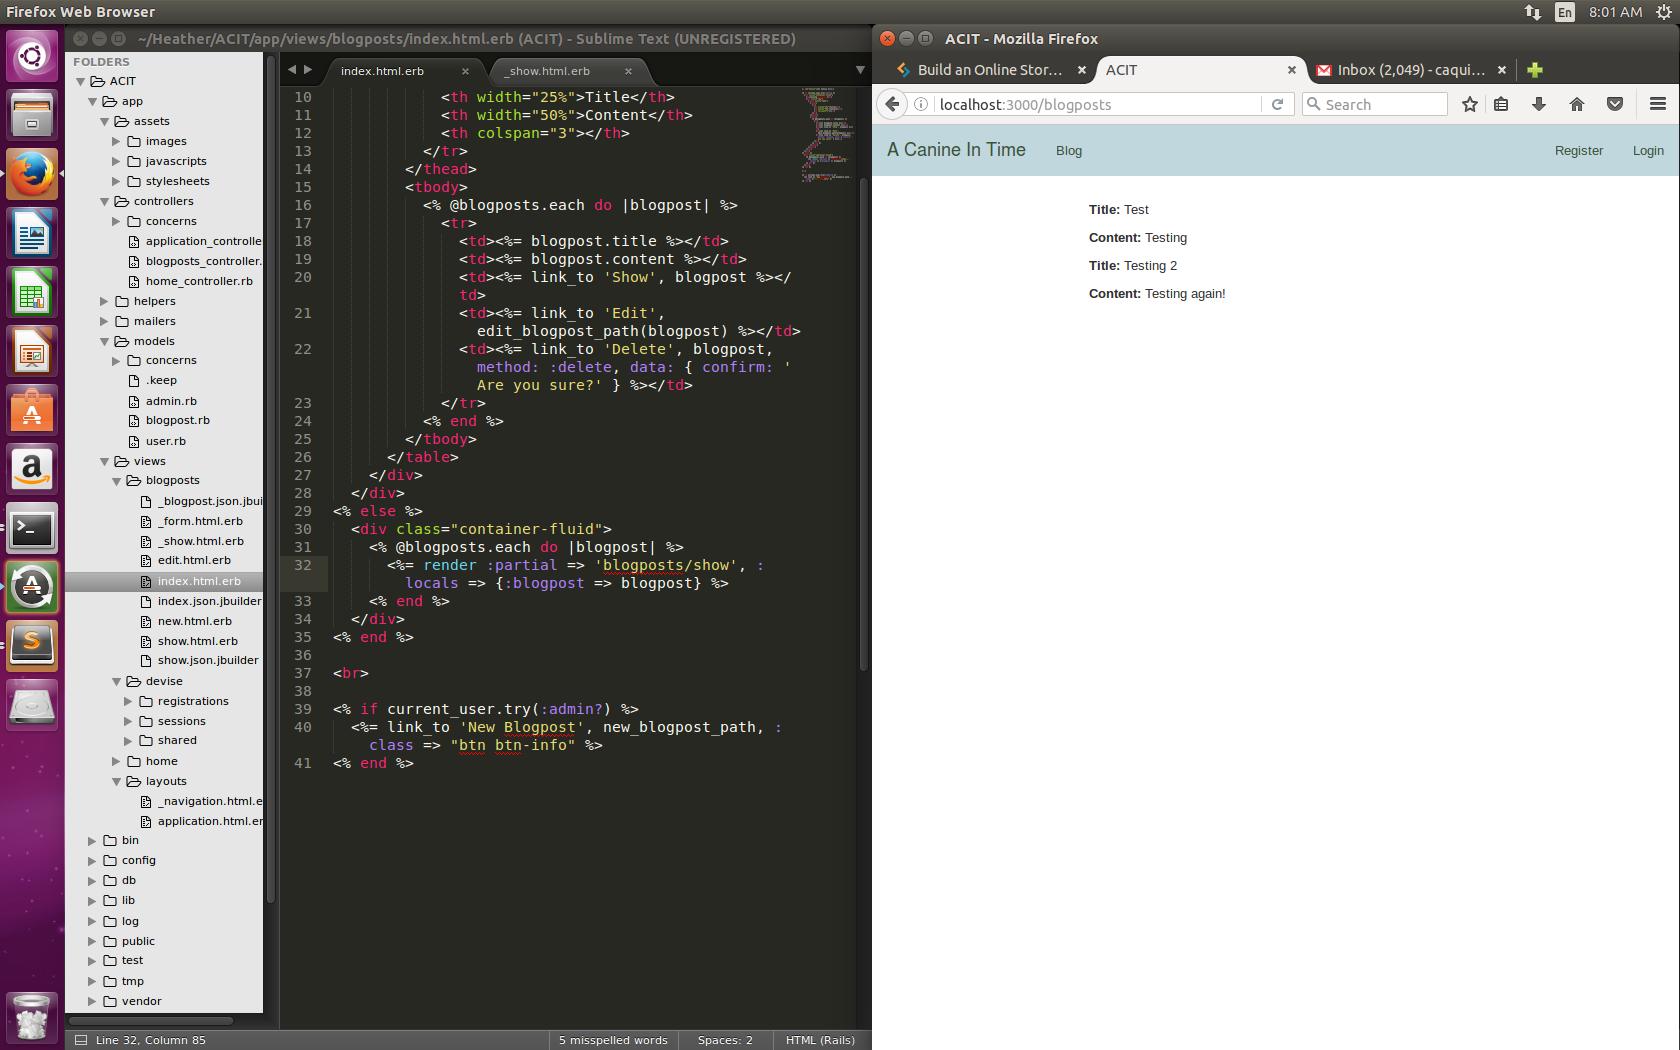 Firefox Web Browser
En
8:01 AM
~/Heather/ACIT/app/views/blogposts/index.html.erb (ACIT) - Sublime Text (UNREGISTERED)
FOLDERS
ACIT
app
assets
images
javascripts
stylesheets
controllers
concerns
application_controlle
blogposts_controller.
home_controller.rb
helpers
mailers
models
concerns
.keep
admin.rb
blogpost.rb
user.rb
views
blogposts
_blogpost.json.jbui
_form.html.erb
_show.html.erb
edit.html.erb
index.html.erb
index.json.jbuilder
new.html.erb
show.html.erb
show.json.jbuilder
devise
registrations
sessions
shared
home
layouts
_navigation.html.e
application.html.er
bin
config
db
lib
log
public
test
tmp
vendor
index.html.erb
_show.html.erb
10 <th width="25%">Title</th>
11 <th width="50%">Content</th>
12 <th colspan="3"></th>
13 </tr>
14 </thead>
15 <tbody>
16 <% @blogposts.each do |blogpost| %>
17 <tr>
18 <td><%= blogpost.title %></td>
19 <td><%= blogpost.content %></td>
20 <td><%= link_to 'Show', blogpost %></
td>
21 <td><%= link_to 'Edit',
edit_blogpost_path(blogpost) %></td>
22 <td><%= link_to 'Delete', blogpost,
method: :delete, data: { confirm: '
Are you sure?' } %></td>
23 </tr>
24 <% end %>
25 </tbody>
26 </table>
27 </div>
28 </div>
29 <% else %>
30 <div class="container-fluid">
31 <% @blogposts.each do |blogpost| %>
32 <%= render :partial => 'blogposts/show', :
locals => {:blogpost => blogpost} %>
33 <% end %>
34 </div>
35 <% end %>
36
37 <br>
38
39 <% if current_user.try(:admin?) %>
40 <%= link_to 'New Blogpost', new_blogpost_path, :
class => "btn btn-info" %>
41 <% end %>
Line 32, Column 85
5 misspelled words
Spaces: 2
HTML (Rails)
ACIT - Mozilla Firefox
Build an Online Stor...
ACIT
Inbox (2,049) - caqui...
localhost:3000/blogposts
Search
A Canine In Time
Blog
Register
Login
Title: Test
Content: Testing
Title: Testing 2
Content: Testing again!